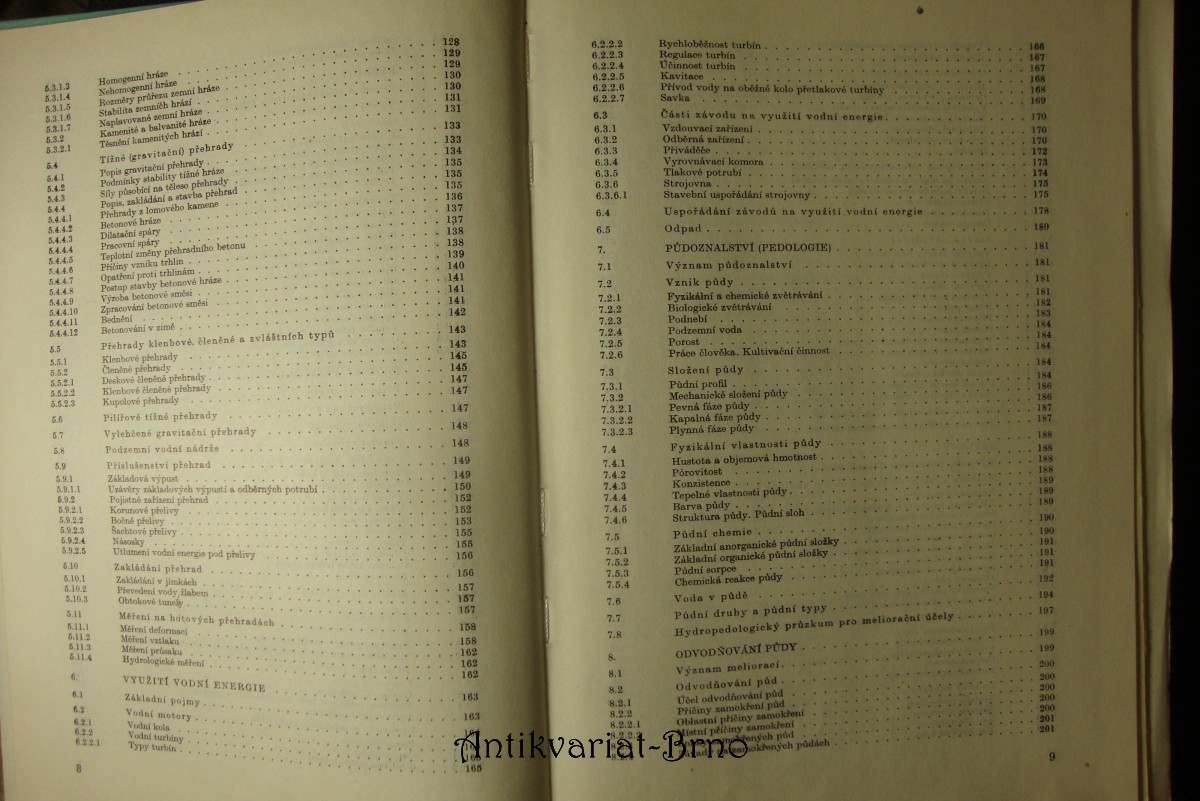 5.3.1.3 Homogenní hráze 128
5.3.1.4 Nehomogenní hráze 129
5.3.1.5 Rozměry průřezu zemní hráze 129
5.3.1.6 Stabilita zemních hrází 130
5.3.1.7 Naplavované zemní hráze 130
5.3.2 Kamenité a balvanité hráze 131
5.3.2.1 Těsnění kamenitých hrází 131
5.4 Tížné (gravitační) přehrady 133
5.4.1 Popis gravitační přehrady 133
5.4.2 Podmínky stability tížné hráze 134
5.4.3 Síly působící na těleso přehrady 135
5.4.4 Popis, zakládání a stavba přehrad 135
5.4.4.1 Přehrady z lomového kamene 135
5.4.4.2 Betonové hráze 136
5.4.4.3 Dilatační spáry 137
5.4.4.4 Pracovní spáry 137
5.4.4.5 Teplotní změny přehradního betonu 138
5.4.4.6 Příčiny vzniku trhlin 138
5.4.4.7 Opatření proti trhlinám 139
5.4.4.8 Postup stavby betonové hráze 140
5.4.4.9 Výroba betonové směsi 141
5.4.4.10 Zpracování betonové směsi 141
5.4.4.11 Bednění 141
5.4.4.12 Betonování v zimě 142
5.5 Přehrady klenbové, členěné a zvláštních typů 143
5.5.1 Klenbové přehrady 143
5.5.2 Členěné přehrady 145
5.5.2.1 Deskové členěné přehrady 145
5.5.2.2 Klenbové členěné přehrady 147
5.5.2.3 Kupolové přehrady 147
5.6 Pilířové tížné přehrady 147
5.7 Vylehčené gravitační přehrady 148
5.8 Podzemní vodní nádrže 148
5.9 Příslušenství přehrad 149
5.9.1 Základová výpust 149
5.9.1.1 Uzávěry základových výpustí a odběrných potrubí 150
5.9.2 Pojistné zařízení přehrad 152
5.9.2.1 Korunové přelivy 152
5.9.2.2 Boční přelivy 153
5.9.2.3 Šachtové přelivy 155
5.9.2.4 Násosky 155
5.9.2.5 Utlumení vodní energie pod přelivy 156
5.10 Zakládání přehrad 156
5.10.1 Zakládání v jímkách 157
5.10.2 Převedení vody žlabem 157
5.10.3 Obtokové tunely 157
5.11 Měření na hotových přehradách 158
5.11.1 Měření deformací 158
5.11.2 Měření vztlaku 162
5.11.3 Měření průsaku 162
5.11.4 Hydrologické měření 162
6. VYUŽITÍ VODNÍ ENERGIE 163
6.1 Základní pojmy 163
6.2 Vodní motory
6.2.1 Vodní kola
6.2.2 Vodní turbíny 165
6.2.2.1 Typy turbín 165
8
6.2.2.2 Rychloběžnost turbín 166
6.2.2.3 Regulace turbín 167
6.2.2.4 Účinnost turbín 167
6.2.2.5 Kavitace 168
6.2.2.6 Přívod vody na oběžné kolo přetlakové turbíny 168
6.2.2.7 Savka 169
6.3 Části závodu na využití vodní energie 170
6.3.1 Vzdouvací zařízení 170
6.3.2 Odběrná zařízení 170
6.3.3 Přiváděče 172
6.3.4 Vyrovnávací komora 173
6.3.5 Tlakové potrubí 174
6.3.6 Strojovna 175
6.3.6.1 Stavební uspořádání strojovny 175
6.4 Uspořádání závodů na využití vodní energie 178
6.5 Odpad 180
7. PŮDOZNALSTVÍ (PEDOLOGIE) 181
7.1 Význam půdoznalství 181
7.2 Vznik půdy 181
7.2.1 Fyzikální a chemické zvětrávání 181
7.2.2 Biologické zvětrávání 182
7.2.3 Podnebí 183
7.2.4 Podzemní voda 184
7.2.5 Porost 184
7.2.6 Práce člověka. Kultivační činnost 184
7.3 Složení půdy 184
7.3.1 Půdní profil 184
7.3.2 Mechanické složení půdy 186
7.3.2.1 Pevná fáze půdy 186
7.3.2.2 Kapalná fáze půdy 187
7.3.2.3 Plynná fáze půdy 187
7.4 Fyzikální vlastnosti půdy 188
7.4.1 Hustota a objemová hmotnost 188
7.4.2 Pórovitost 188
7.4.3 Konzistence 188
7.4.4 Tepelné vlastnosti půdy 189
7.4.5 Barva půdy 189
7.4.6 Struktura půdy. Půdní sloh 189
7.5 Půdní chemie 190
7.5.1 Základní anorganické půdní složky 190
7.5.2 Základní organické půdní složky 191
7.5.3 Půdní sorpce 191
7.5.4 Chemická reakce půdy 191
7.6 Voda v půdě 192
7.7 Půdní druhy a půdní typy 194
7.8 Hydropedologický průzkum pro meliorační účely 197
8. ODVODŇOVÁNÍ PŮDY 199
8.1 Význam meliorací 199
8.2 Odvodňování půd 200
8.2.1 Účel odvodňování půd 200
8.2.2 Příčiny zamokření půd 200
8.2.2.1 Oblastní příčiny zamokření 200
8.2.2.2 Místní příčiny zamokření 201
zamokřených půd 201
na zamokřených půdách
9
Antikvariat-Brno